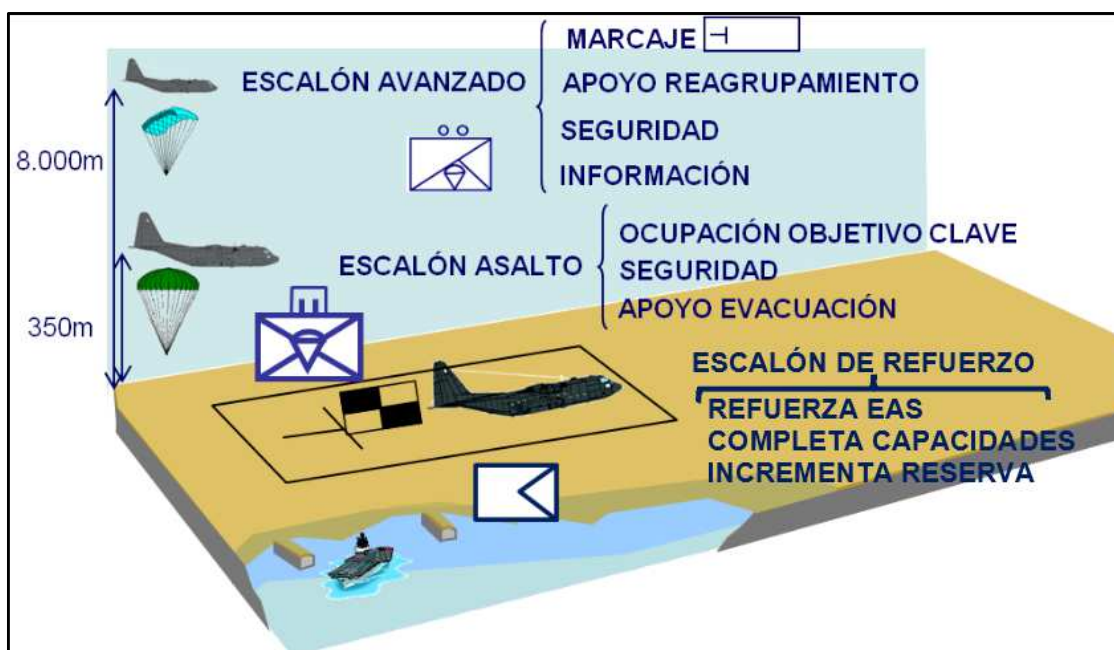 MARCAJE
ESCALÓN AVANZADO
APOYO REAGRUPAMIENTO
SEGURIDAD
INFORMACIÓN
8.000m
OCUPACIÓN OBJETIVO CLAVE
ESCALÓN ASALTO
SEGURIDAD
APOYO EVACUACIÓN
350m
ESCALÓN DE REFUERZO
REFUERZA EAS
COMPLETA CAPACIDADES
INCREMENTA RESERVA